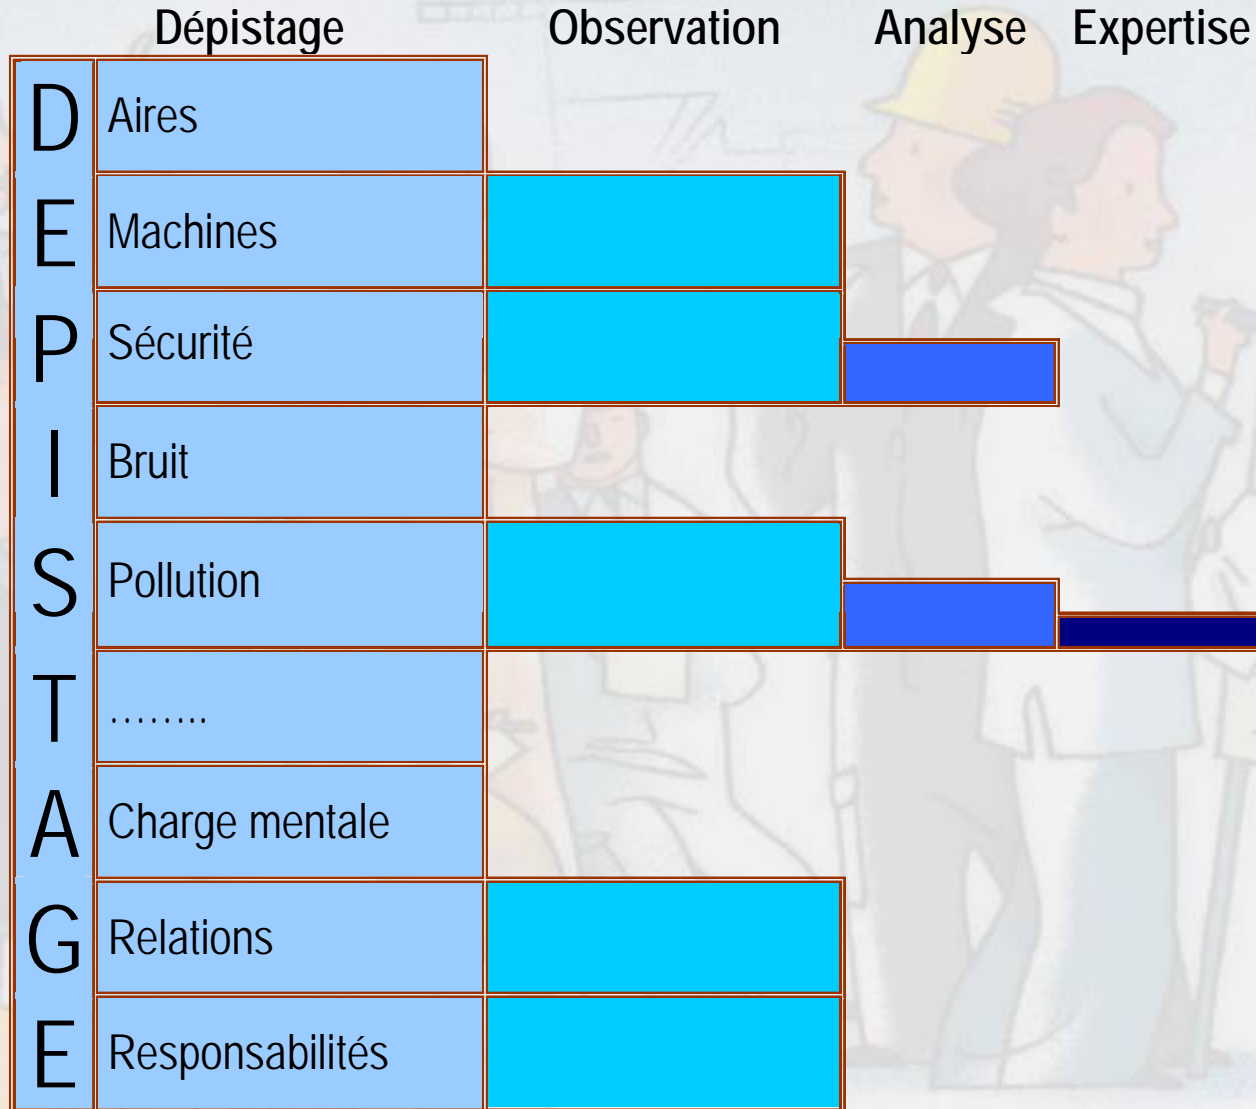 Dépistage Observation Analyse Expertise
D Aires
E Machines
P Sécurité
I Bruit
S Pollution
T ........
A Charge mentale
G Relations
E Responsabilités